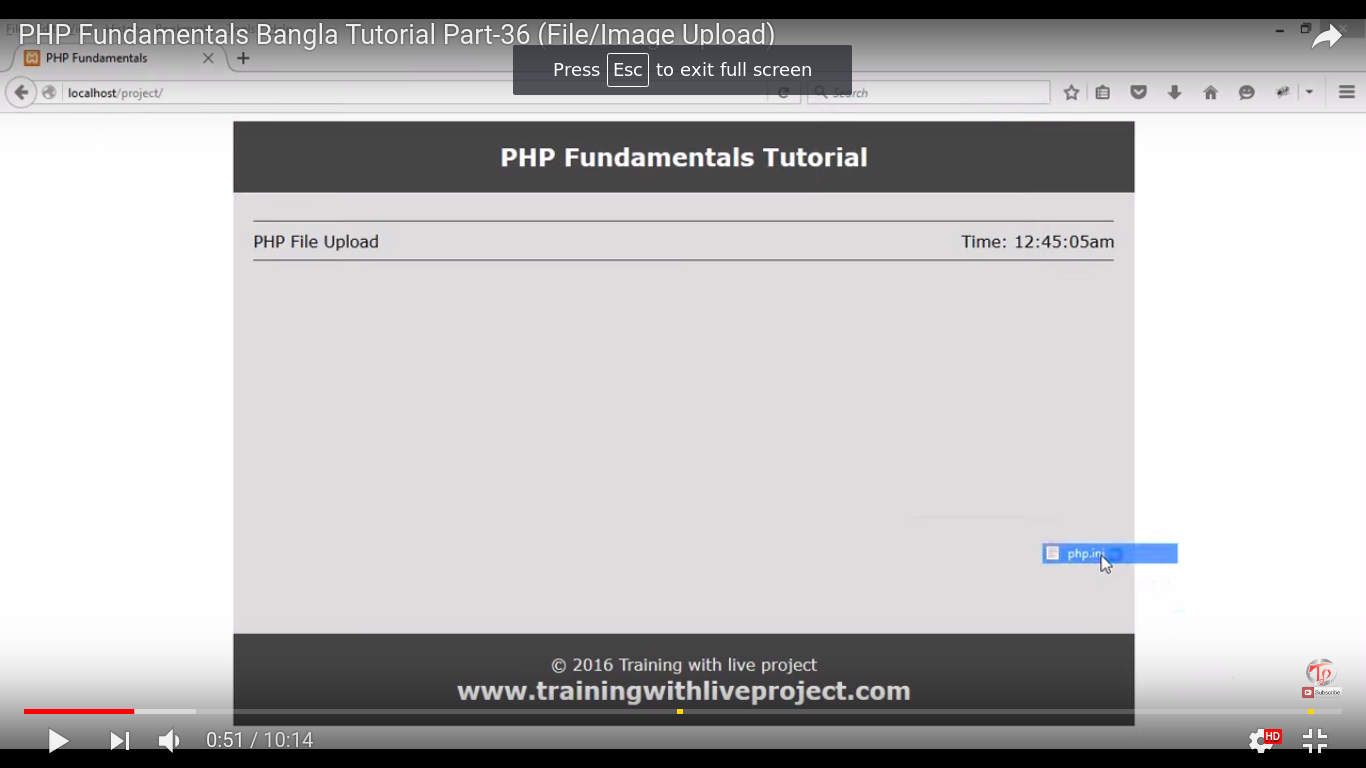 PHP Fundamentals Bangla Tutorial Part-36 (File/Image Upload)
PHP Fundamentals
Press Esc to exit full screen
localhost/project/
Search
PHP Fundamentals Tutorial
PHP File Upload
Time: 12:45:05am
php.ini
© 2016 Training with live project
www.trainingwithliveproject.com
Tp
Subscribe
0:51 / 10:14
HD